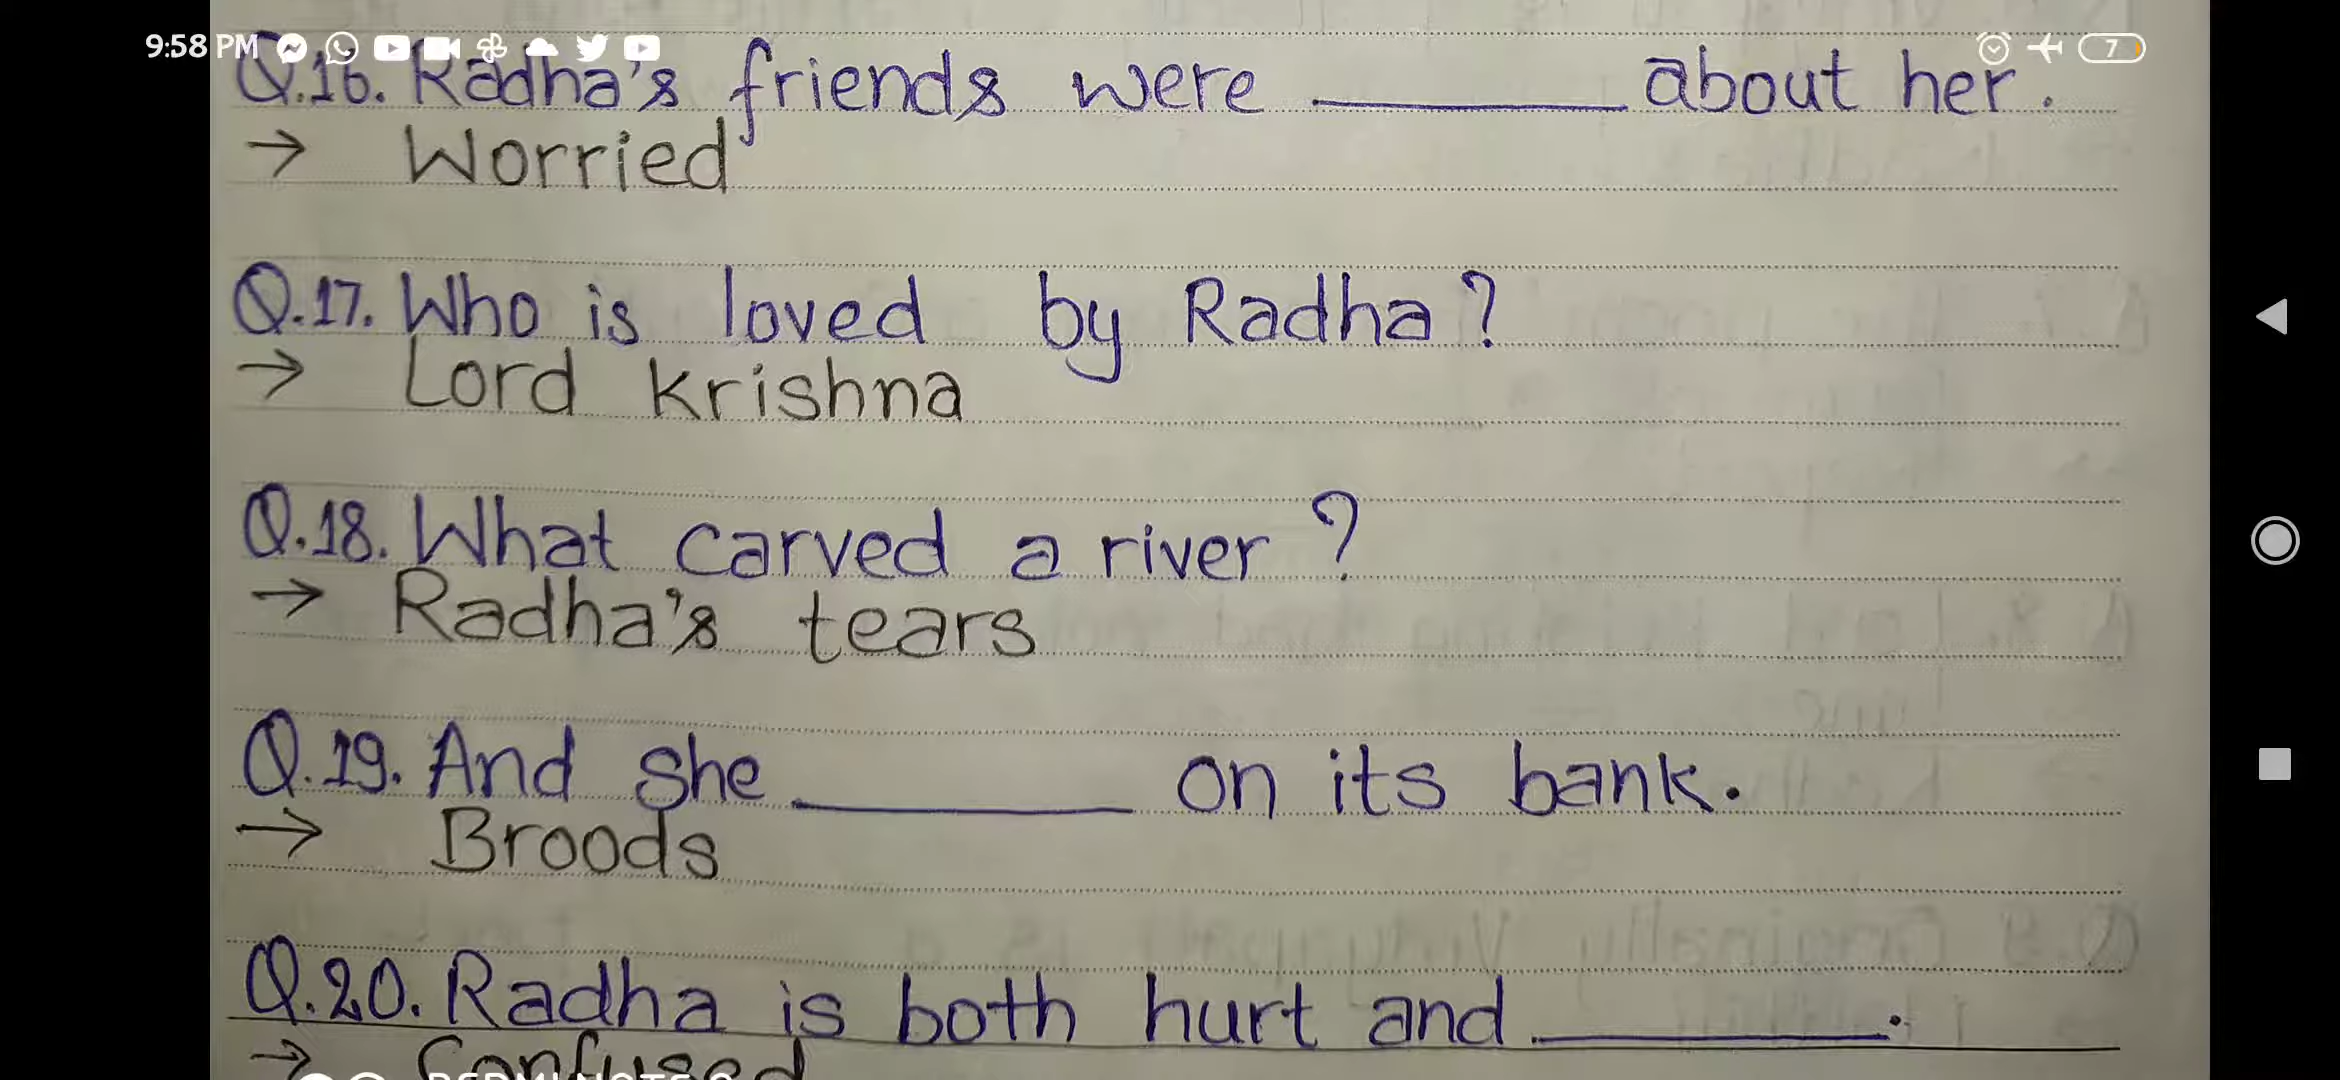 9:58 PM
7
Q.16. Radha's friends were ________ about her.
→ Worried
Q.17. Who is loved by Radha?
→ Lord Krishna
Q.18. What carved a river?
→ Radha's tears
Q.19. And she ________ on its bank.
→ Broods
Q.20. Radha is both hurt and ________.
→ Confused